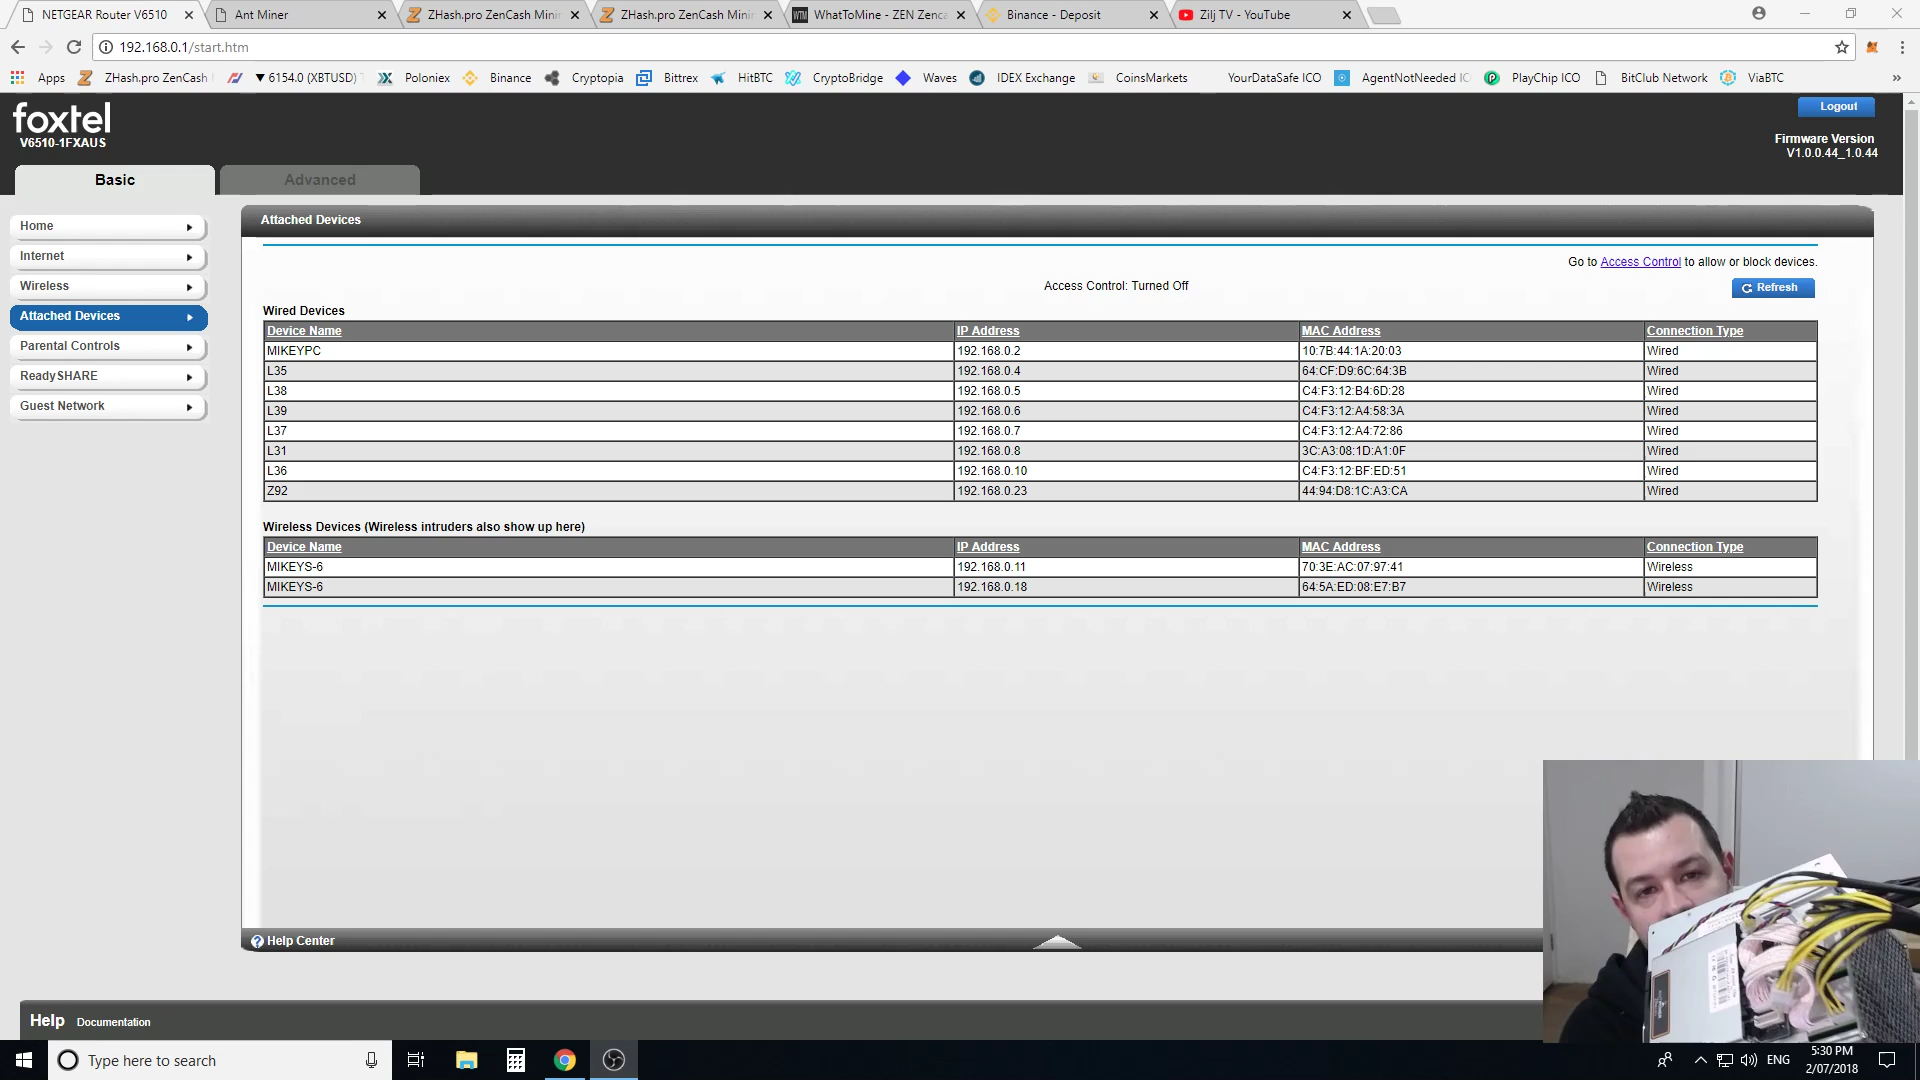 NETGEAR Router V6510
Ant Miner
ZHash.pro ZenCash Mini
ZHash.pro ZenCash Mini
WTM WhatToMine - ZEN Zenc
Binance - Deposit
Zilj TV - YouTube
192.168.0.1/start.htm
Apps
ZHash.pro ZenCash
▼ 6154.0 (XBTUSD)
Poloniex
Binance
Cryptopia
Bittrex
HitBTC
CryptoBridge
Waves
IDEX Exchange
CoinsMarkets
YourDataSafe ICO
AgentNotNeeded IC
PlayChip ICO
BitClub Network
ViaBTC
»
foxtel
V6510-1FXAUS
Logout
Firmware Version
V1.0.0.44_1.0.44
Basic
Advanced
Home
Internet
Wireless
Attached Devices
Parental Controls
ReadySHARE
Guest Network
Attached Devices
Go to Access Control to allow or block devices.
Access Control: Turned Off
Refresh
Wired Devices
Device Name IP Address MAC Address Connection Type
MIKEYPC 192.168.0.2 10:7B:44:1A:20:03 Wired
L35 192.168.0.4 64:CF:D9:6C:64:3B Wired
L38 192.168.0.5 C4:F3:12:B4:6D:28 Wired
L39 192.168.0.6 C4:F3:12:A4:58:3A Wired
L37 192.168.0.7 C4:F3:12:A4:72:86 Wired
L31 192.168.0.8 3C:A3:08:1D:A1:0F Wired
L36 192.168.0.10 C4:F3:12:BF:ED:51 Wired
Z92 192.168.0.23 44:94:D8:1C:A3:CA Wired
Wireless Devices (Wireless intruders also show up here)
Device Name IP Address MAC Address Connection Type
MIKEYS-6 192.168.0.11 70:3E:AC:07:97:41 Wireless
MIKEYS-6 192.168.0.18 64:5A:ED:08:E7:B7 Wireless
Help Center
Help Documentation
Type here to search
ENG
5:30 PM
2/07/2018